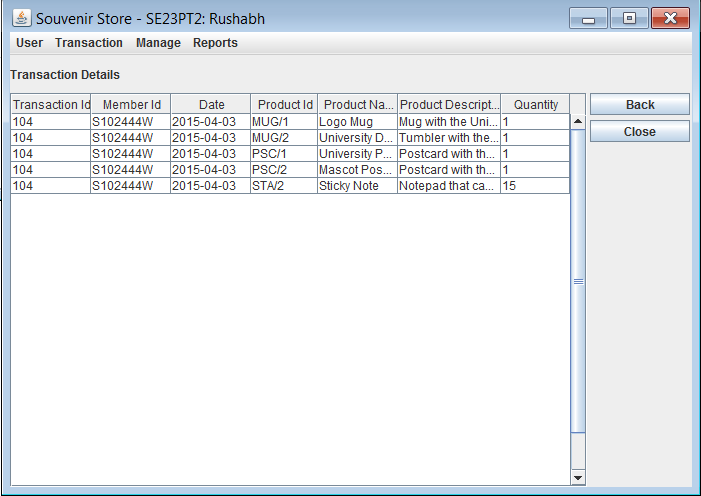 Souvenir Store - SE23PT2: Rushabh
User Transaction Manage Reports
Transaction Details
Transaction Id Member Id Date Product Id Product Na... Product Descript... Quantity
104 S102444W 2015-04-03 MUG/1 Logo Mug Mug with the Uni... 1
104 S102444W 2015-04-03 MUG/2 University D... Tumbler with the... 1
104 S102444W 2015-04-03 PSC/1 University P... Postcard with th... 1
104 S102444W 2015-04-03 PSC/2 Mascot Pos... Postcard with th... 1
104 S102444W 2015-04-03 STA/2 Sticky Note Notepad that ca... 15
Back
Close